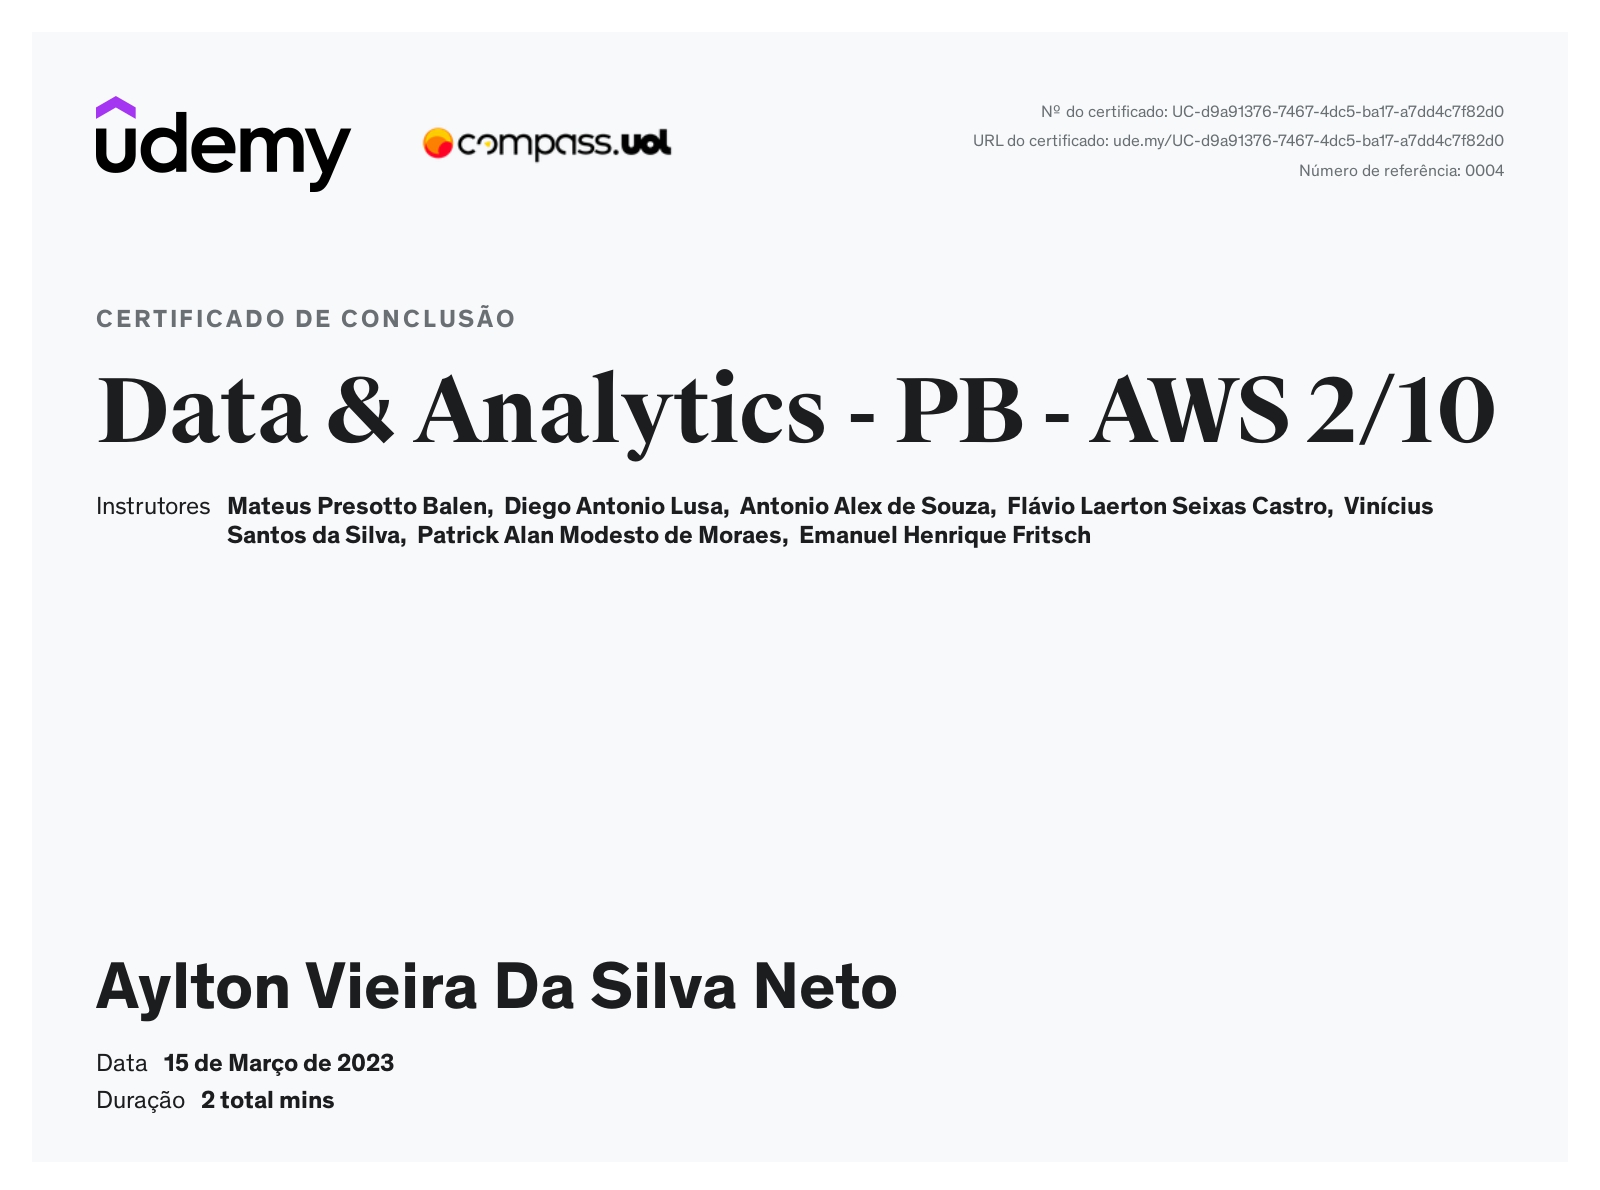 udemy
compass.uol
Nº do certificado: UC-d9a91376-7467-4dc5-ba17-a7dd4c7f82d0
URL do certificado: ude.my/UC-d9a91376-7467-4dc5-ba17-a7dd4c7f82d0
Número de referência: 0004
CERTIFICADO DE CONCLUSÃO
Data & Analytics - PB - AWS 2/10
Instrutores Mateus Presotto Balen, Diego Antonio Lusa, Antonio Alex de Souza, Flávio Laerton Seixas Castro, Vinícius
Santos da Silva, Patrick Alan Modesto de Moraes, Emanuel Henrique Fritsch
Aylton Vieira Da Silva Neto
Data 15 de Março de 2023
Duração 2 total mins